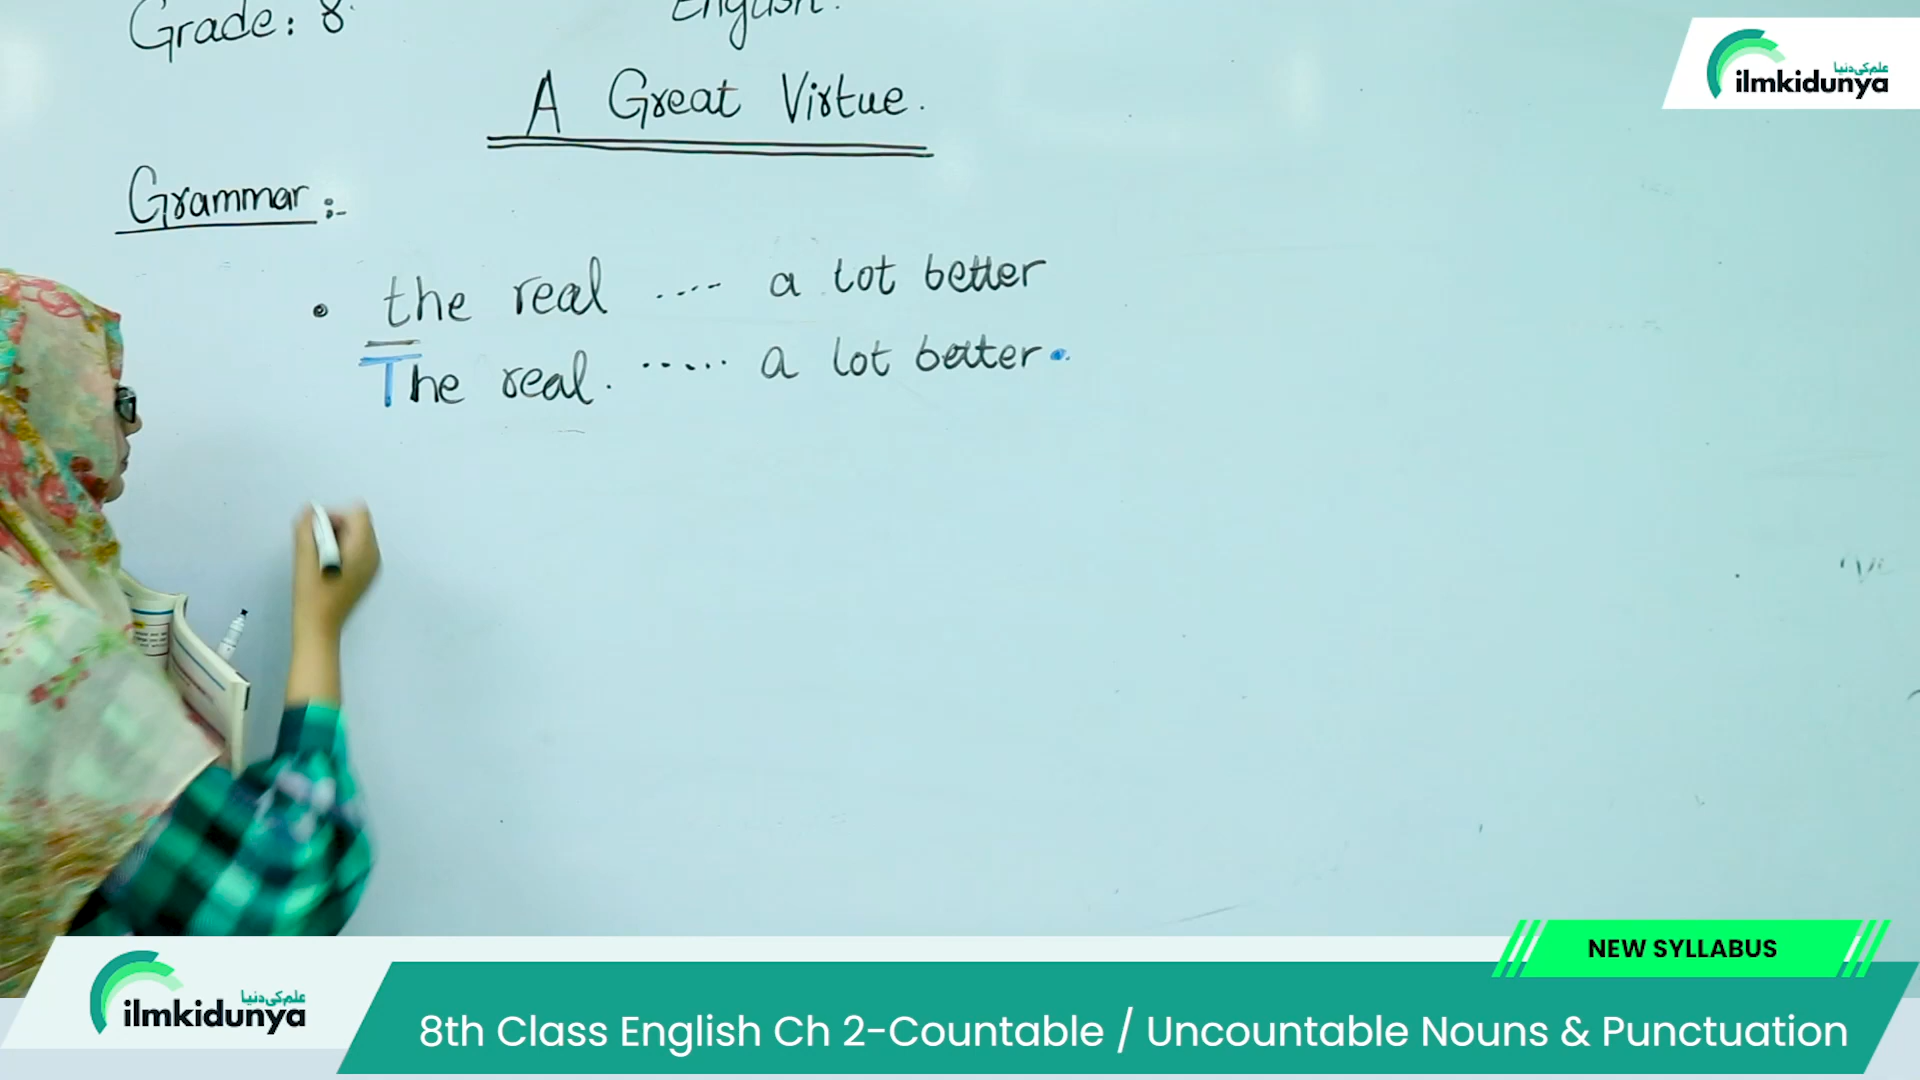 Grade: 8
English.
علم کی دنیا
ilmkidunya
A Great Virtue.
Grammar :-
• the real .... a lot better
The real. ..... a lot better.
NEW SYLLABUS
علم کی دنیا
ilmkidunya
8th Class English Ch 2-Countable / Uncountable Nouns & Punctuation